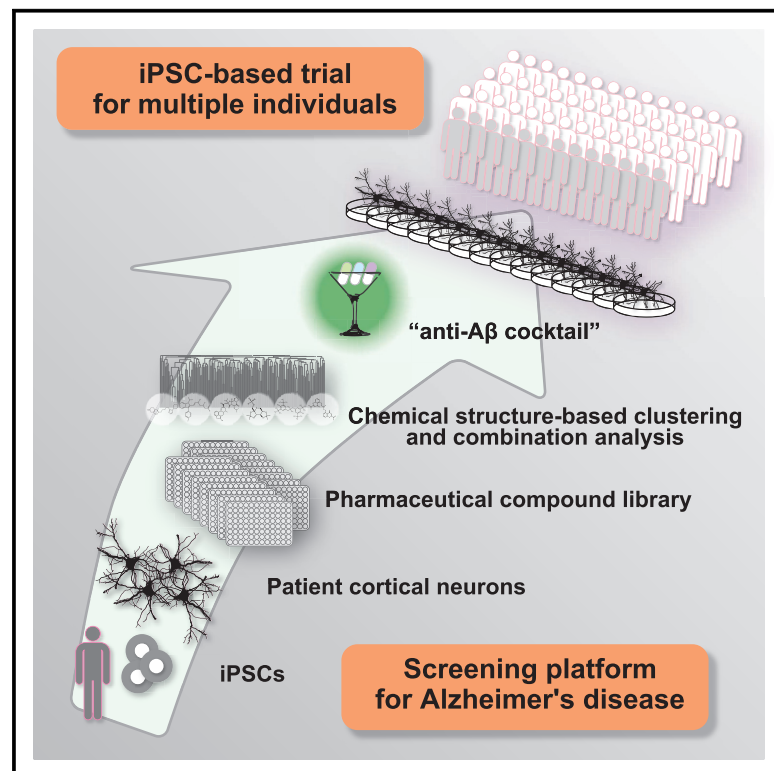 iPSC-based trial
for multiple individuals
“anti-Aβ cocktail”
Chemical structure-based clustering
and combination analysis
Pharmaceutical compound library
Patient cortical neurons
iPSCs
Screening platform
for Alzheimer's disease